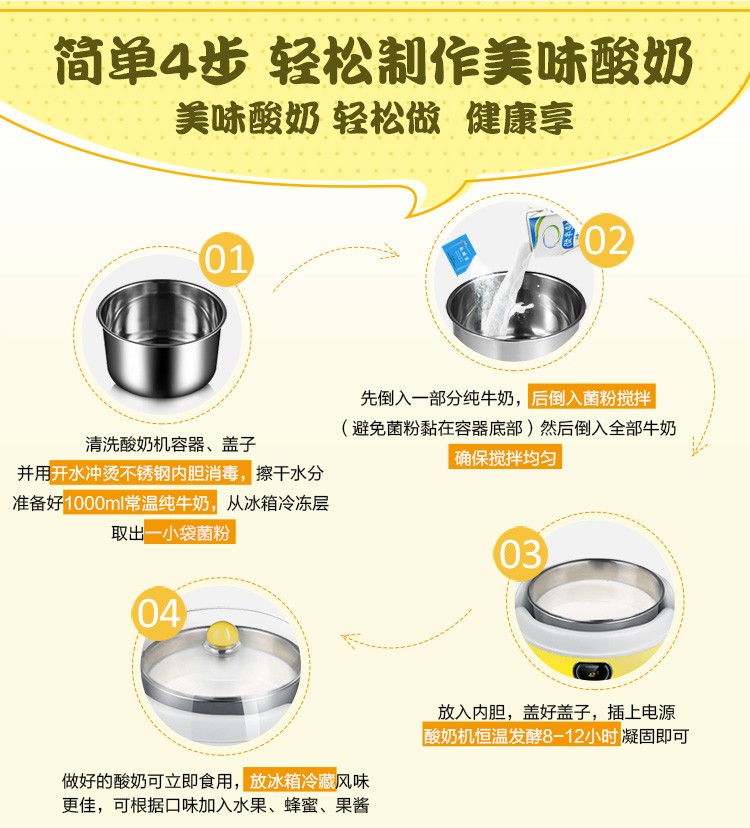 简单4步 轻松制作美味酸奶
美味酸奶 轻松做 健康享
01
清洗酸奶机容器、盖子
并用开水冲烫不锈钢内胆消毒，擦干水分
准备好1000ml常温纯牛奶，从冰箱冷冻层
取出一小袋菌粉
02
先倒入一部分纯牛奶，后倒入菌粉搅拌
（避免菌粉黏在容器底部）然后倒入全部牛奶
确保搅拌均匀
03
放入内胆，盖好盖子，插上电源
酸奶机恒温发酵8-12小时凝固即可
04
做好的酸奶可立即食用，放冰箱冷藏风味
更佳，可根据口味加入水果、蜂蜜、果酱